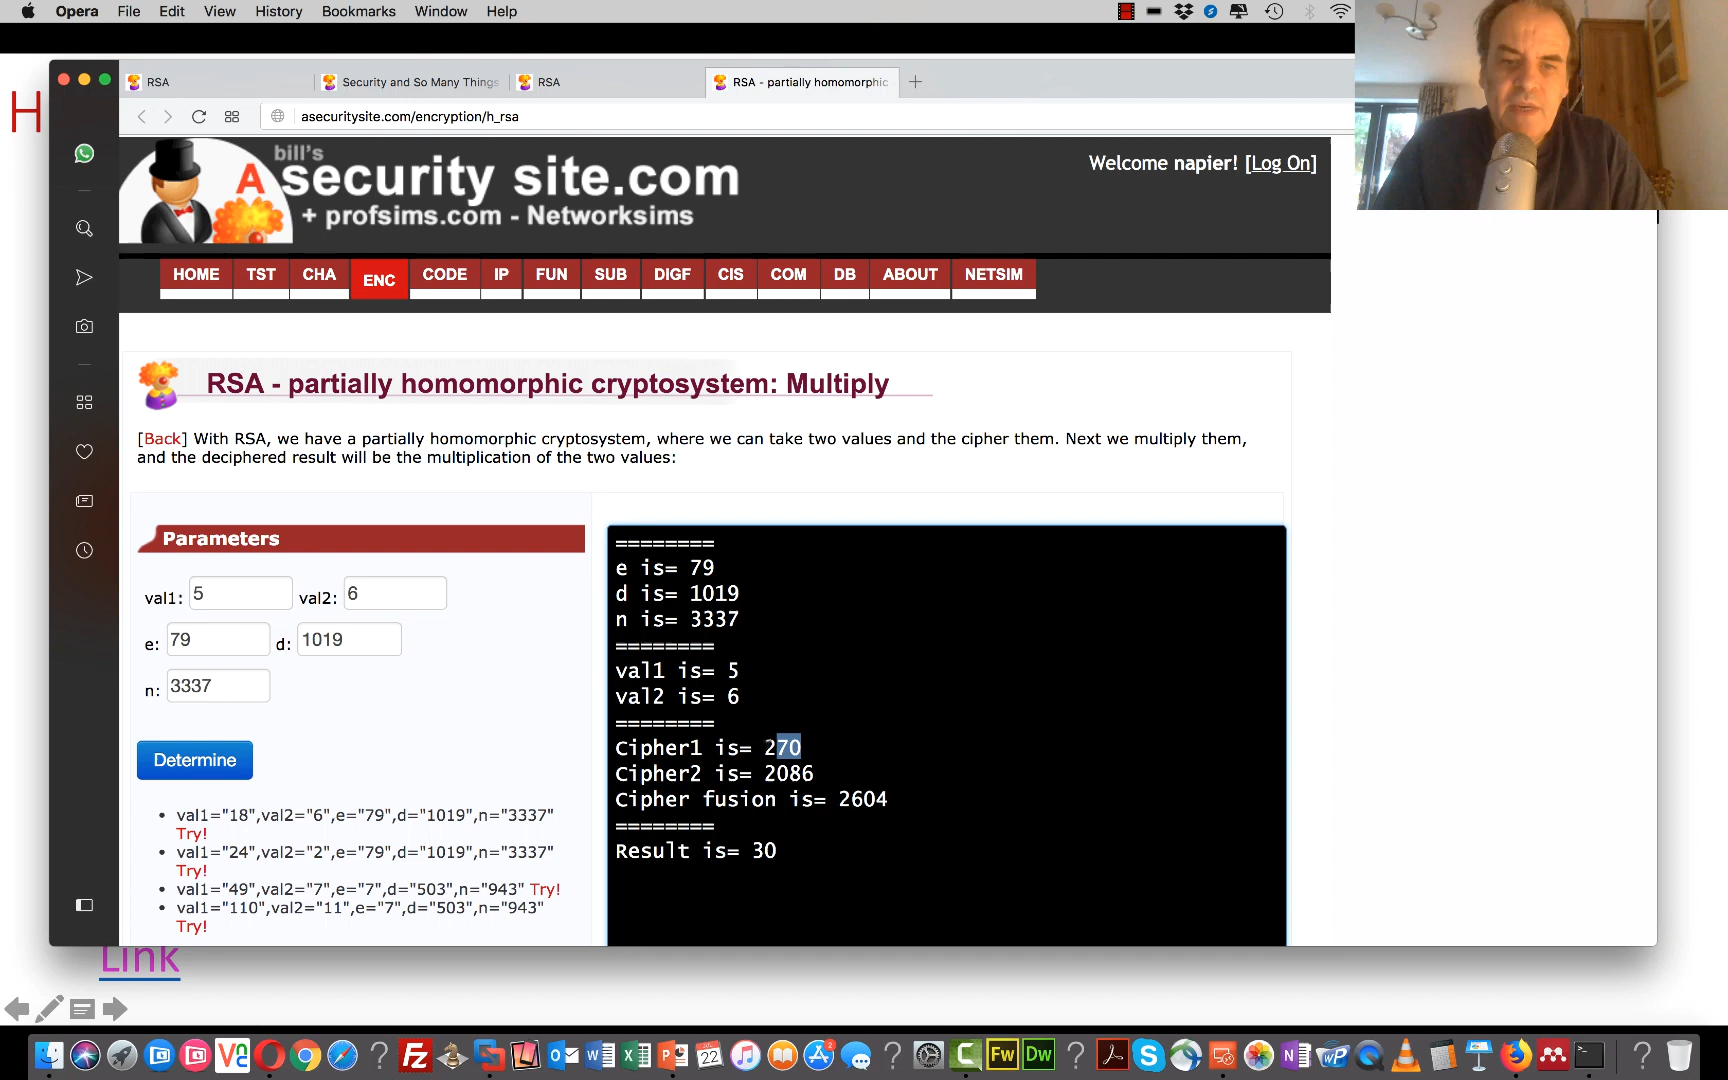 Opera File Edit View History Bookmarks Window Help
H
RSA
Security and So Many Things
RSA
RSA - partially homomorphic
asecuritysite.com/encryption/h_rsa
bill's
A security site.com
+ profsims.com - Networksims
Welcome napier! [Log On]
HOME TST CHA ENC CODE IP FUN SUB DIGF CIS COM DB ABOUT NETSIM
RSA - partially homomorphic cryptosystem: Multiply
[Back] With RSA, we have a partially homomorphic cryptosystem, where we can take two values and the cipher them. Next we multiply them,
and the deciphered result will be the multiplication of the two values:
Parameters
val1: 5 val2: 6
e: 79 d: 1019
n: 3337
Determine
• val1="18",val2="6",e="79",d="1019",n="3337"
Try!
• val1="24",val2="2",e="79",d="1019",n="3337"
Try!
• val1="49",val2="7",e="7",d="503",n="943" Try!
• val1="110",val2="11",e="7",d="503",n="943"
Try!
========
e is= 79
d is= 1019
n is= 3337
========
val1 is= 5
val2 is= 6
========
Cipher1 is= 270
Cipher2 is= 2086
Cipher fusion is= 2604
========
Result is= 30
Link
22
Fw
Dw